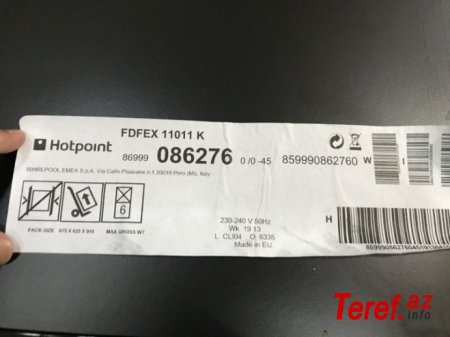 FDFEX 11011 K
Hotpoint
86999 086276 0/0 -45 859990862760 W I
WHIRLPOOL EMEA S.p.A. Via Carlo Pisacane n.1 20016 Pero (MI), Italy
6
PACK-SIZE 675 X 625 X 910 MAX GROSS WT
230-240 V 50Hz
Wk 19 13
L CLI04 O 6335
Made in EU
H
Teref.az
info